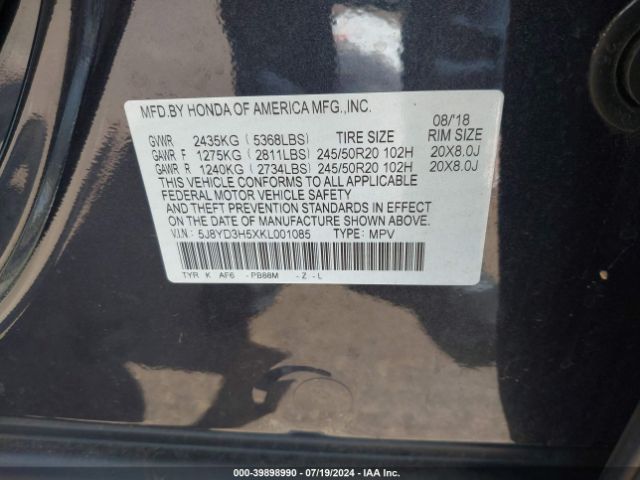 MFD.BY HONDA OF AMERICA MFG.,INC. 08/'18
GVWR 2435KG ( 5368LBS) TIRE SIZE RIM SIZE
GAWR F 1275KG ( 2811LBS) 245/50R20 102H 20X8.0J
GAWR R 1240KG ( 2734LBS) 245/50R20 102H 20X8.0J
THIS VEHICLE CONFORMS TO ALL APPLICABLE
FEDERAL MOTOR VEHICLE SAFETY
AND THEFT PREVENTION STANDARDS IN EFFECT
ON THE DATE OF MANUFACTURE SHOWN ABOVE.
V.I.N.: 5J8YD3H5XKL001085 TYPE: MPV
TYR K AF6 -PB88M -Z -L
000-39898990 - 07/19/2024 - IAA Inc.